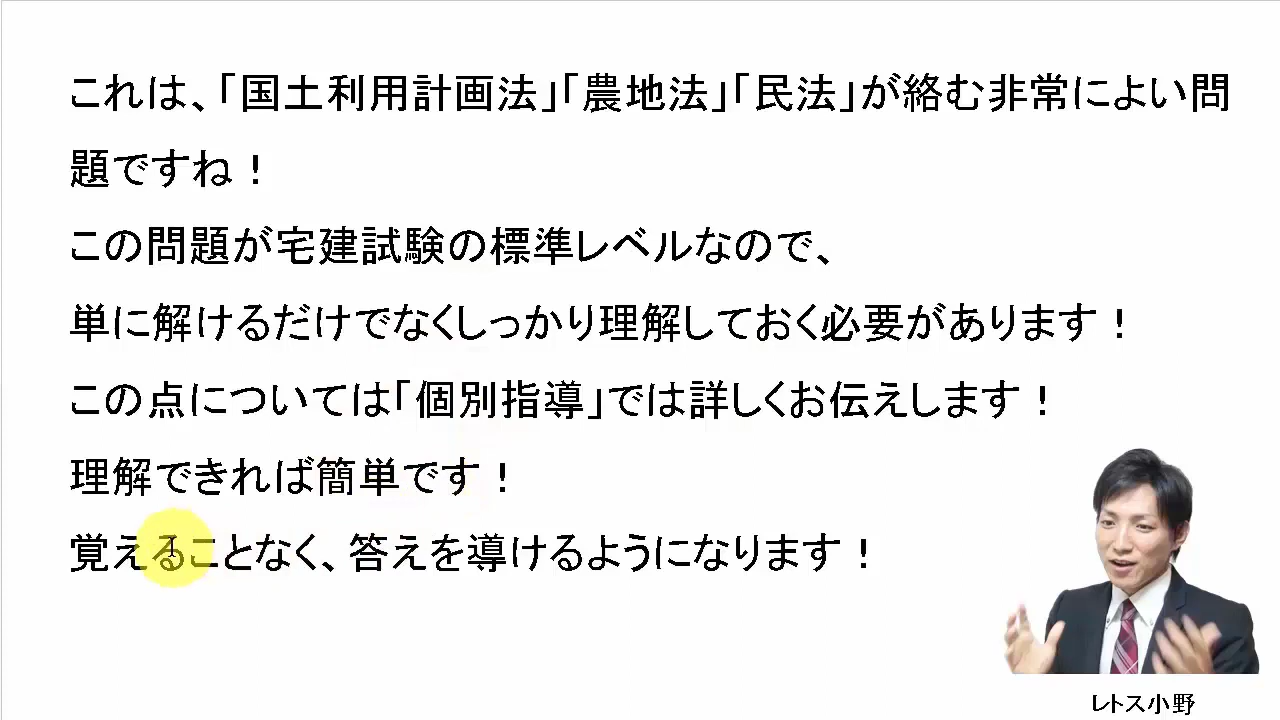 これは、「国土利用計画法」「農地法」「民法」が絡む非常によい問
題ですね！
この問題が宅建試験の標準レベルなので、
単に解けるだけでなくしっかり理解しておく必要があります！
この点については「個別指導」では詳しくお伝えします！
理解できれば簡単です！
覚えることなく、答えを導けるようになります！
レトス小野